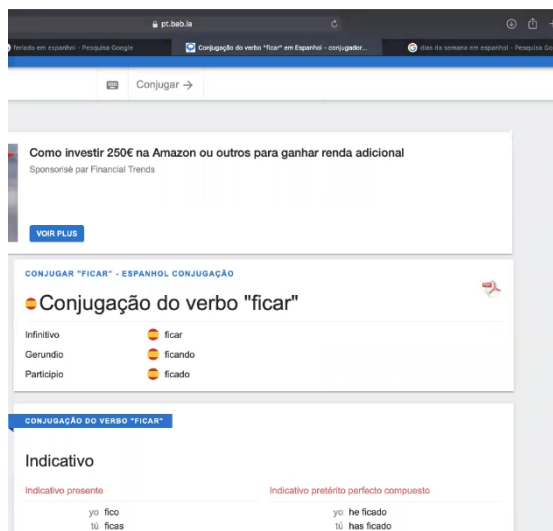 pt.bab.la
feriado em espanhol - Pesquisa Google
Conjugação do verbo "ficar" em Espanhol - conjugador...
dias da semana em espanhol - Pesquisa Go
Conjugar →
Como investir 250€ na Amazon ou outros para ganhar renda adicional
Sponsorisé par Financial Trends
VOIR PLUS
CONJUGAR "FICAR" - ESPANHOL CONJUGAÇÃO
Conjugação do verbo "ficar"
Infinitivo ficar
Gerundio ficando
Participio ficado
CONJUGAÇÃO DO VERBO "FICAR"
Indicativo
Indicativo presente
yo fico
tú ficas
Indicativo pretérito perfecto compuesto
yo he ficado
tú has ficado